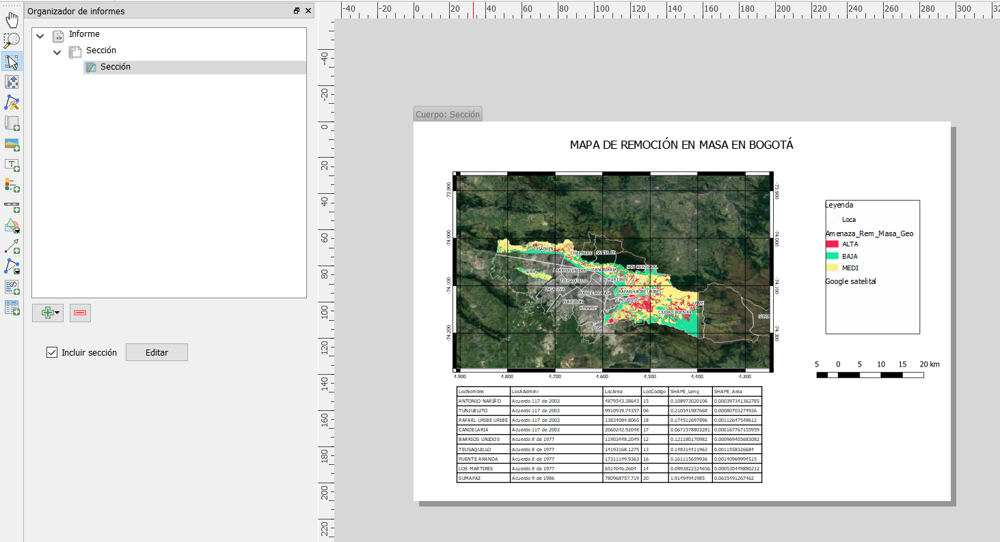 Organizador de informes
Informe
Sección
Sección
Incluir sección
Editar
-40 -20 0 20 40 60 80 100 120 140 160 180 200 220 240 260 280 300
-40
-20
0
20
40
60
80
100
120
140
160
180
200
220
Cuerpo: Sección
MAPA DE REMOCIÓN EN MASA EN BOGOTÁ
-73.900
-74.000
-74.100
-74.200
-73.900
-74.000
-74.100
-74.200
USAQUEN
CHAPINERO
SANTA FE
SAN CRISTOBAL
SUBA
BARRIOS UNIDOS
CANDELARIA
TEUSAQUILLO
LOS MARTIRES
ENGATIVA
PUENTE ARANDA
RAFAEL URIBE URIBE
FONTIBON
TUNJUELITO
KENNEDY
CIUDAD BOLIVAR
BOSA
4.900 4.800 4.700 4.600 4.500 4.400 4.300
Leyenda
Loca
Amenaza_Rem_Masa_Geo
ALTA
BAJA
MEDI
Google satelital
5 0 5 10 15 20 km
LocNombre LocAAdmini LocArea LocCodigo SHAPE_Leng SHAPE_Area
ANTONIO NARIÃ'O Acuerdo 117 de 2003 4879543.38643 15 0.108973020106 0.000397341362785
TUNJUELITO Acuerdo 117 de 2003 9910939.74357 06 0.210541987668 0.00080703274926
RAFAEL URIBE URIBE Acuerdo 117 de 2003 13834084.8065 18 0.174512697896 0.00112647548612
CANDELARIA Acuerdo 117 de 2003 2060242.92048 17 0.0671578803281 0.000167767155959
BARRIOS UNIDOS Acuerdo 8 de 1977 11903448.2049 12 0.121180170982 0.000969405683082
TEUSAQUILLO Acuerdo 8 de 1977 14193168.1275 13 0.148314411963 0.0011558326684
PUENTE ARANDA Acuerdo 8 de 1977 17311149.9363 16 0.161115659936 0.00140969994515
LOS MARTIRES Acuerdo 8 de 1977 6514046.2604 14 0.0993822324656 0.000530449880212
SUMAPAZ Acuerdo 9 de 1986 780968757.719 20 1.91494941985 0.0635491267462